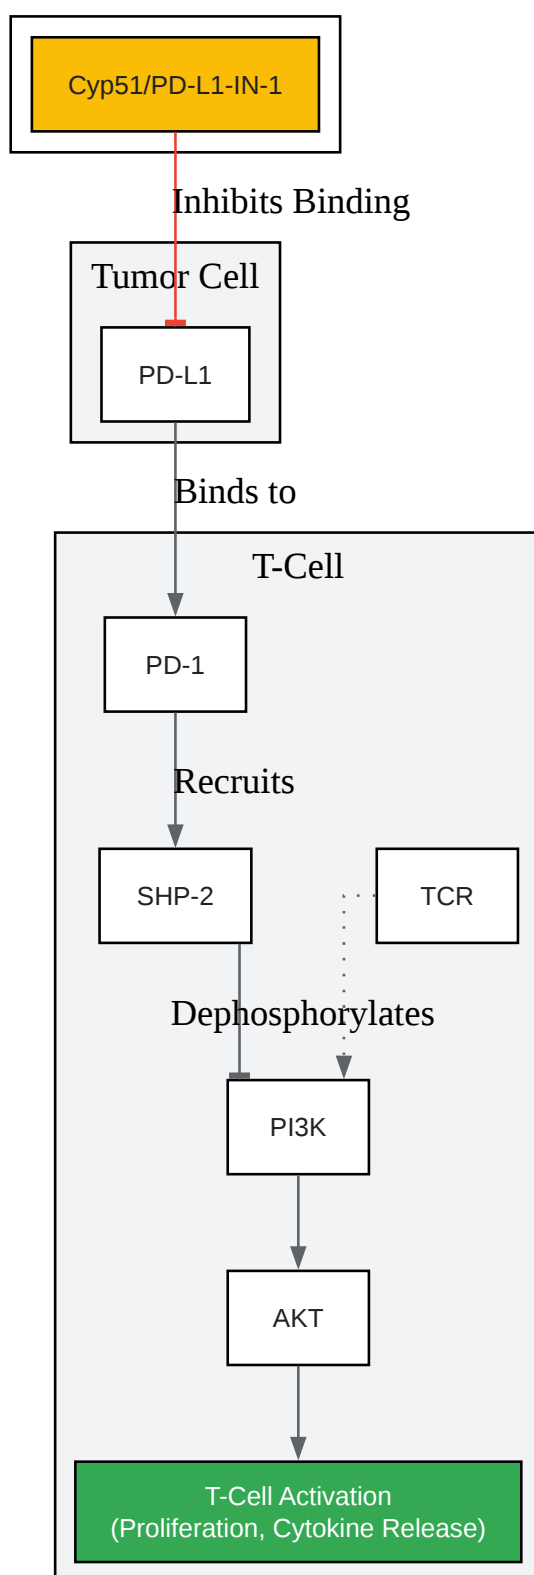 Cyp51/PD-L1-IN-1
Inhibits Binding
Tumor Cell
PD-L1
Binds to
T-Cell
PD-1
Recruits
SHP-2
TCR
Dephosphorylates
PI3K
AKT
T-Cell Activation
(Proliferation, Cytokine Release)